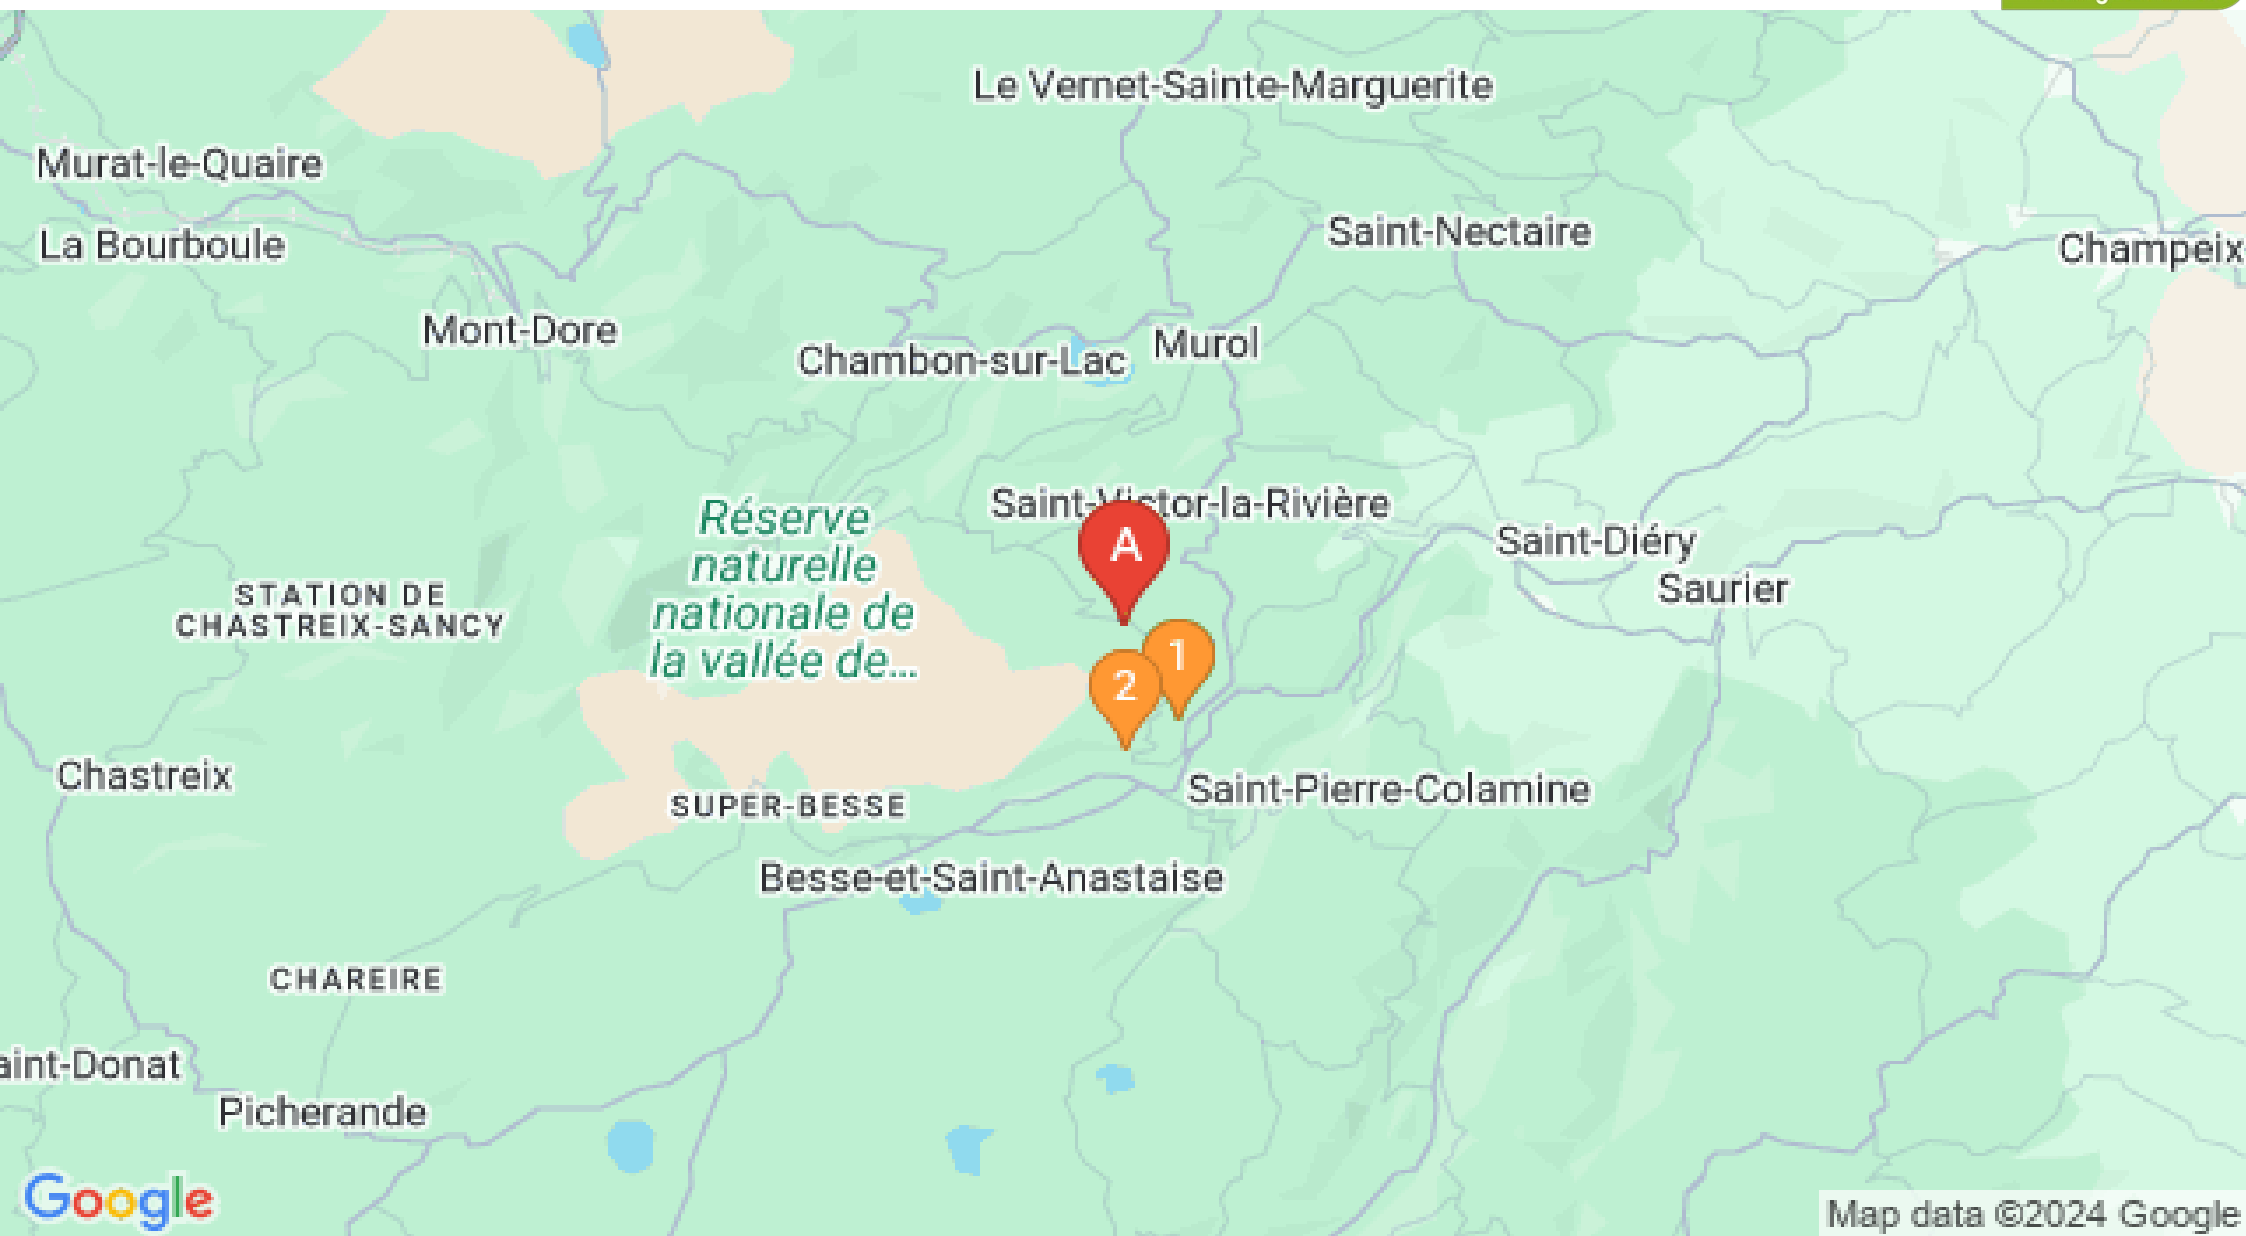 Le Vernet-Sainte-Marguerite
Murat-le-Quaire
Saint-Nectaire
La Bourboule
Champeix
Mont-Dore
Murol
Chambon-sur-Lac
Saint-Victor-la-Rivière
Réserve
naturelle
nationale de
la vallée de...
A
Saint-Diéry
Saurier
STATION DE
CHASTREIX-SANCY
1
2
Chastreix
Saint-Pierre-Colamine
SUPER-BESSE
Besse-et-Saint-Anastaise
CHAREIRE
aint-Donat
Picherande
Google
Map data ©2024 Google